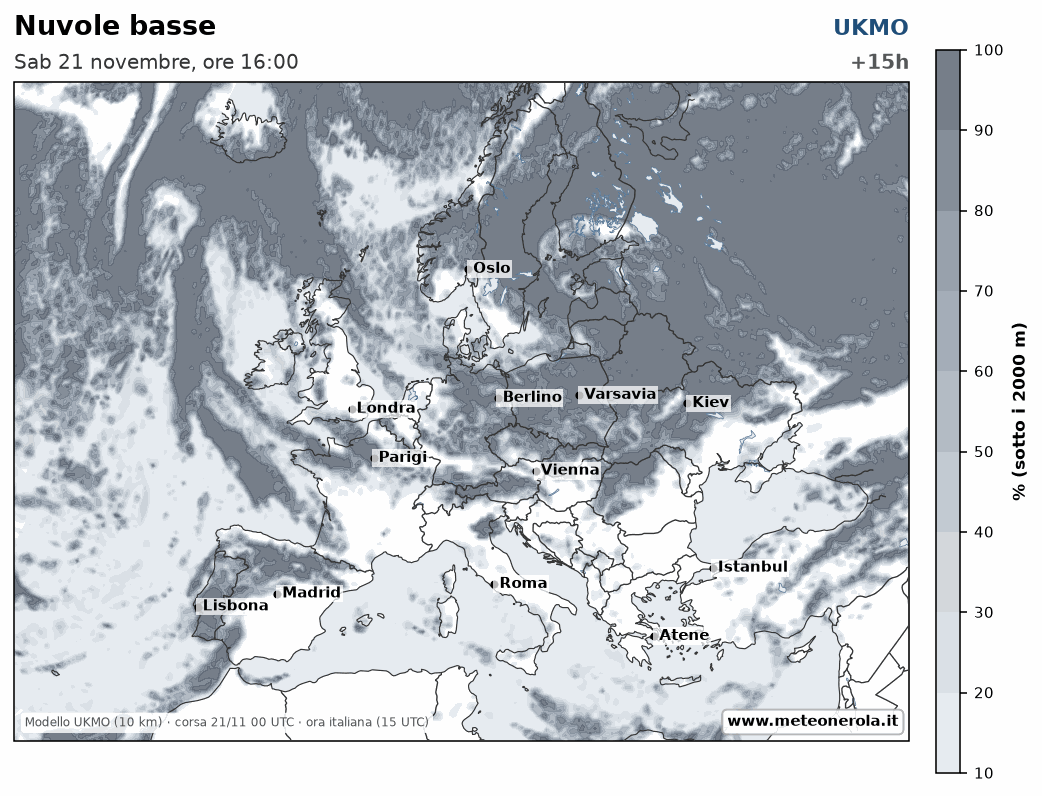 Nuvole basse
UKMO
Sab 21 novembre, ore 16:00
+15h
100
90
80
70
60
50
40
30
20
10
% (sotto i 2000 m)
Oslo
Berlino
Varsavia
Kiev
Londra
Parigi
Vienna
Istanbul
Roma
Madrid
Lisbona
Atene
Modello UKMO (10 km) · corsa 21/11 00 UTC · ora italiana (15 UTC)
www.meteonerola.it